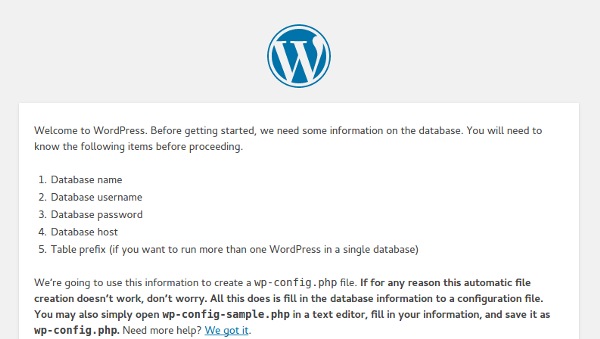 Welcome to WordPress. Before getting started, we need some information on the database. You will need to
know the following items before proceeding.
1. Database name
2. Database username
3. Database password
4. Database host
5. Table prefix (if you want to run more than one WordPress in a single database)
We’re going to use this information to create a wp-config.php file. If for any reason this automatic file
creation doesn’t work, don’t worry. All this does is fill in the database information to a configuration file.
You may also simply open wp-config-sample.php in a text editor, fill in your information, and save it as
wp-config.php. Need more help? We got it.